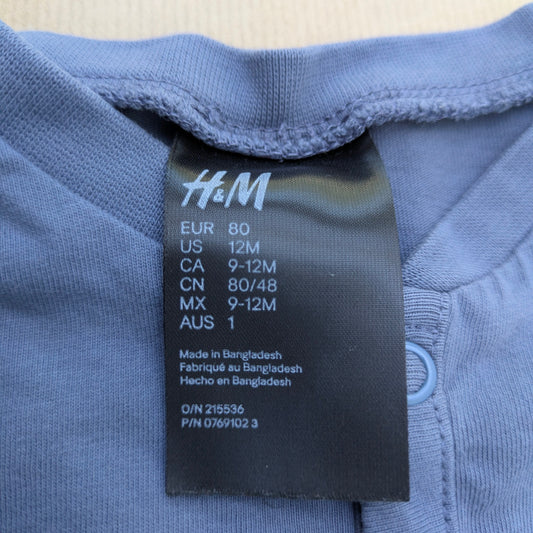 H&M
EUR 80
US 12M
CA 9-12M
CN 80/48
MX 9-12M
AUS 1
Made in Bangladesh
Fabriqué au Bangladesh
Hecho en Bangladesh
O/N 215536
P/N 0769102 3